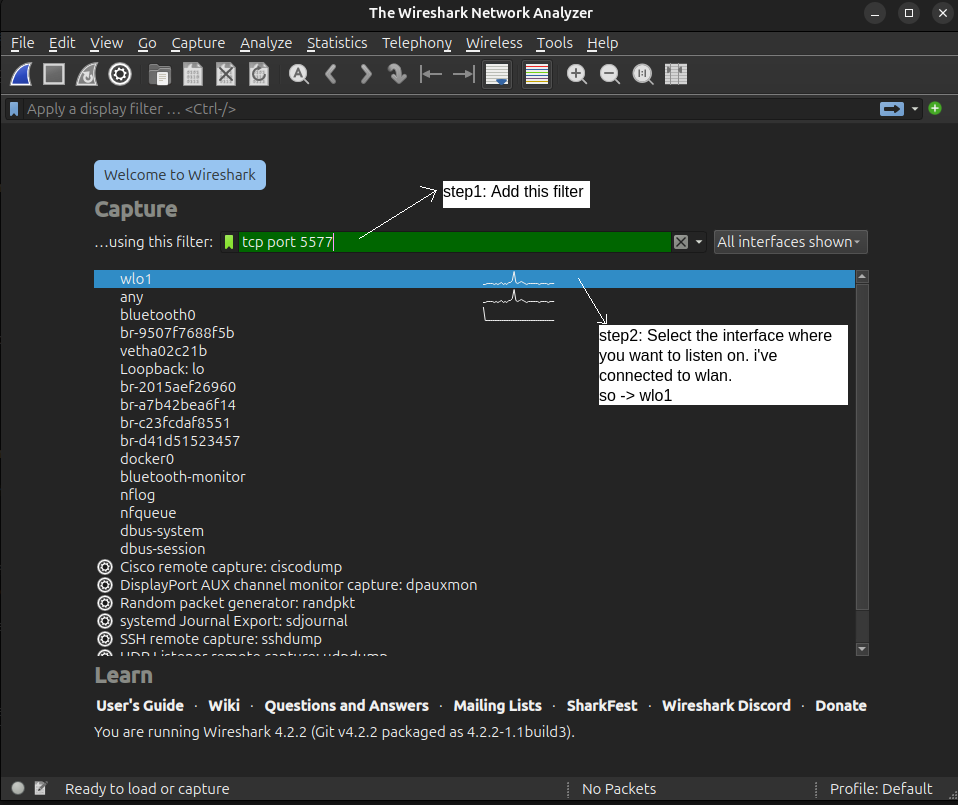 The Wireshark Network Analyzer
File Edit View Go Capture Analyze Statistics Telephony Wireless Tools Help
Apply a display filter … <Ctrl-/>
Welcome to Wireshark
Capture
step1: Add this filter
…using this filter: tcp port 5577 All interfaces shown
wlo1
any
bluetooth0
br-9507f7688f5b
vetha02c21b
Loopback: lo
br-2015aef26960
br-a7b42bea6f14
br-c23fcdaf8551
br-d41d51523457
docker0
bluetooth-monitor
nflog
nfqueue
dbus-system
dbus-session
Cisco remote capture: ciscodump
DisplayPort AUX channel monitor capture: dpauxmon
Random packet generator: randpkt
systemd Journal Export: sdjournal
SSH remote capture: sshdump
UDP Listener remote capture: udpdump
step2: Select the interface where
you want to listen on. i've
connected to wlan.
so -> wlo1
Learn
User's Guide · Wiki · Questions and Answers · Mailing Lists · SharkFest · Wireshark Discord · Donate
You are running Wireshark 4.2.2 (Git v4.2.2 packaged as 4.2.2-1.1build3).
Ready to load or capture No Packets Profile: Default